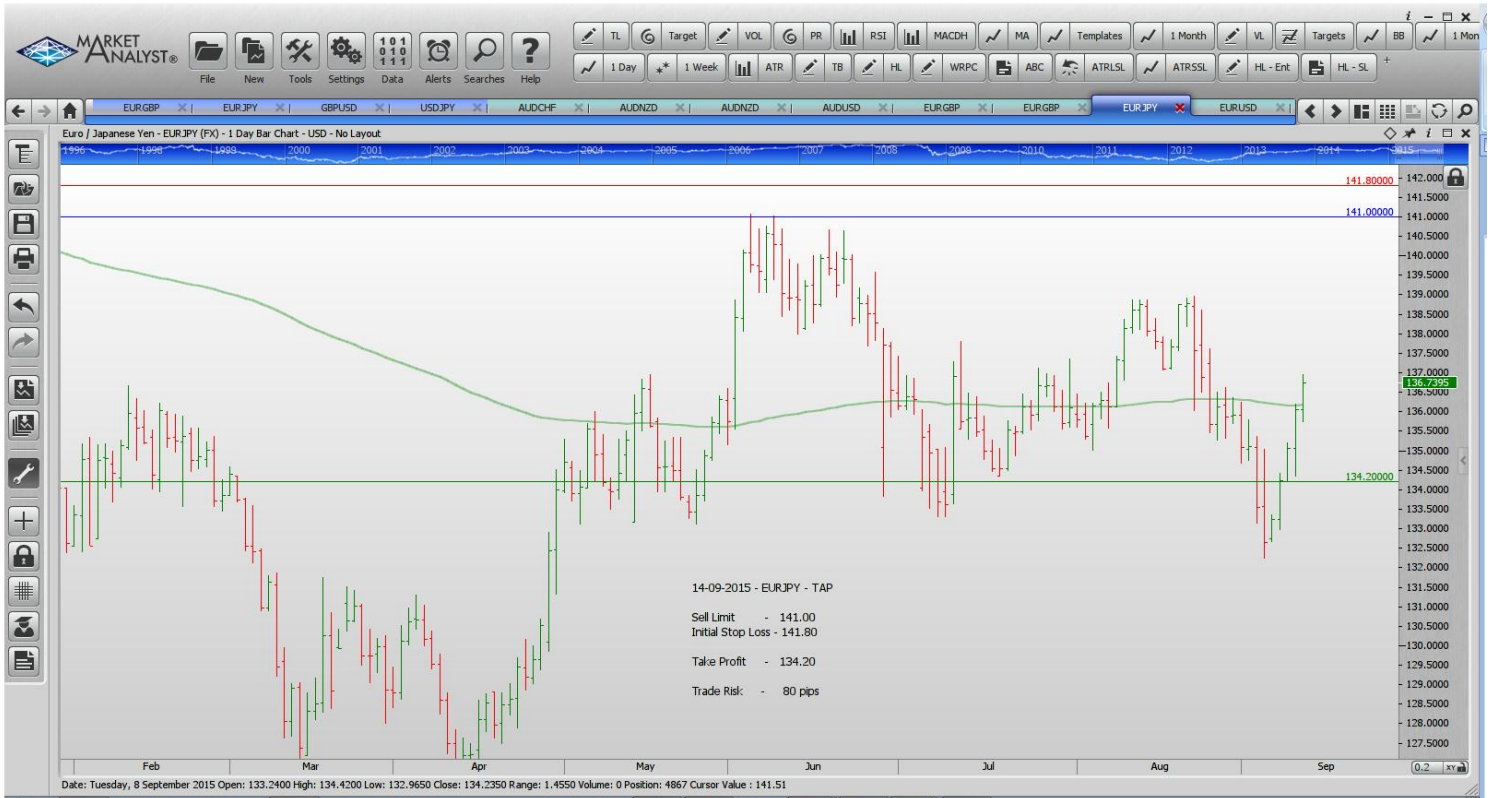 MARKET ANALYST®
File New Tools Settings Data Alerts Searches Help
TL Target VOL PR RSI MACDH MA Templates 1 Month VL Targets BB 1 Mon
1 Day 1 Week ATR TB HL WRPC ABC ATRLSL ATRSSL HL - Ent HL - SL +
EURGBP EURJPY GBPUSD USDJPY AUDCHF AUDNZD AUDNZD AUDUSD EURGBP EURGBP EURJPY EURUSD
Euro / Japanese Yen - EURJPY (FX) - 1 Day Bar Chart - USD - No Layout
1996 1998 1999 2000 2001 2002 2003 2004 2005 2006 2007 2008 2009 2010 2011 2012 2013 2014 2015
142.000
141.80000
141.5000
141.00000
141.0000
140.5000
140.0000
139.5000
139.0000
138.5000
138.0000
137.5000
137.0000
136.7395
136.5000
136.0000
135.5000
135.0000
134.5000
134.20000
134.0000
133.5000
133.0000
132.5000
132.0000
131.5000
131.0000
130.5000
130.0000
129.5000
129.0000
128.5000
128.0000
127.5000
14-09-2015 - EURJPY - TAP
Sell Limit - 141.00
Initial Stop Loss - 141.80
Take Profit - 134.20
Trade Risk - 80 pips
Feb Mar Apr May Jun Jul Aug Sep
0.2 XY
Date: Tuesday, 8 September 2015 Open: 133.2400 High: 134.4200 Low: 132.9650 Close: 134.2350 Range: 1.4550 Volume: 0 Position: 4867 Cursor Value : 141.51